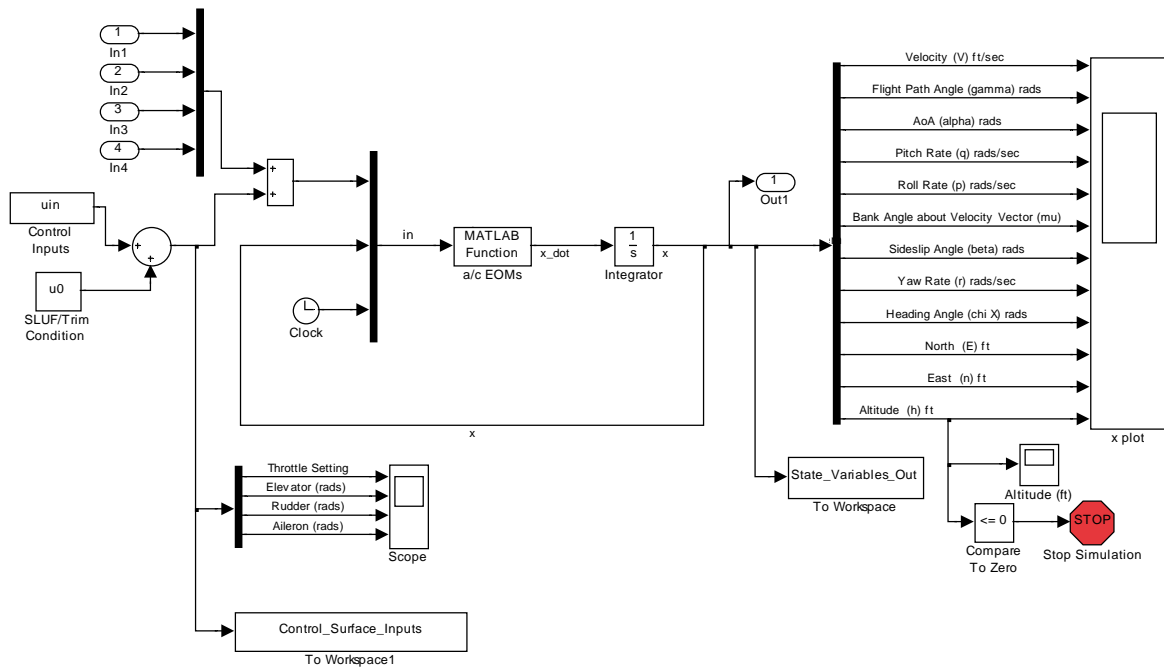 1
In1
2
In2
3
In3
4
In4
uin
Control
Inputs
u0
SLUF/Trim
Condition
+
+
+
+
Clock
in
MATLAB
Function
a/c EOMs
x_dot
1
s
Integrator
x
x
1
Out1
Velocity (V) ft/sec
Flight Path Angle (gamma) rads
AoA (alpha) rads
Pitch Rate (q) rads/sec
Roll Rate (p) rads/sec
Bank Angle about Velocity Vector (mu)
Sideslip Angle (beta) rads
Yaw Rate (r) rads/sec
Heading Angle (chi X) rads
North (E) ft
East (n) ft
Altitude (h) ft
x plot
Throttle Setting
Elevator (rads)
Rudder (rads)
Aileron (rads)
Scope
State_Variables_Out
To Workspace
Altitude (ft)
<= 0
Compare
To Zero
STOP
Stop Simulation
Control_Surface_Inputs
To Workspace1